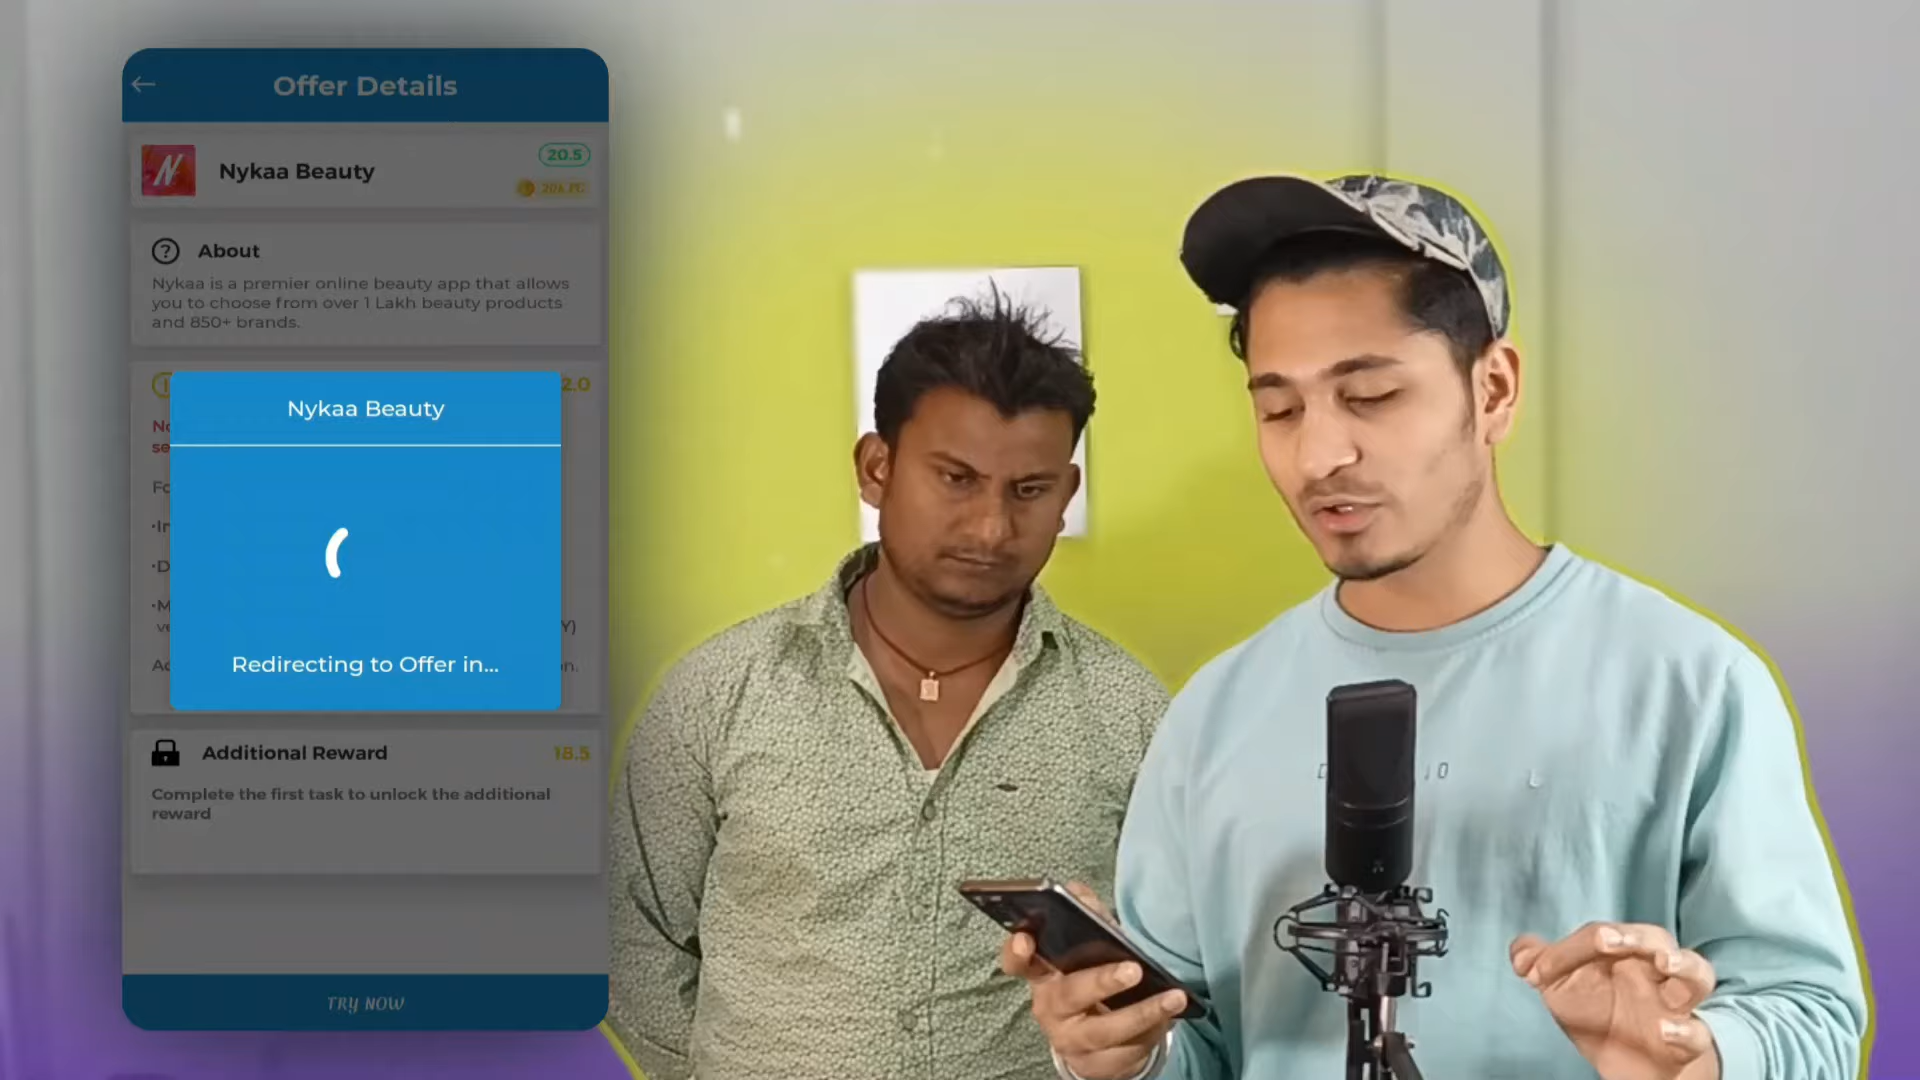 Offer Details
N
Nykaa Beauty
20.5
? About
Nykaa is a premier online beauty app that allows
you to choose from over 1 Lakh beauty products
and 850+ brands.
2.0
Nykaa Beauty
Redirecting to Offer in...
Y)
n.
Additional Reward
18.5
Complete the first task to unlock the additional
reward
TRY NOW